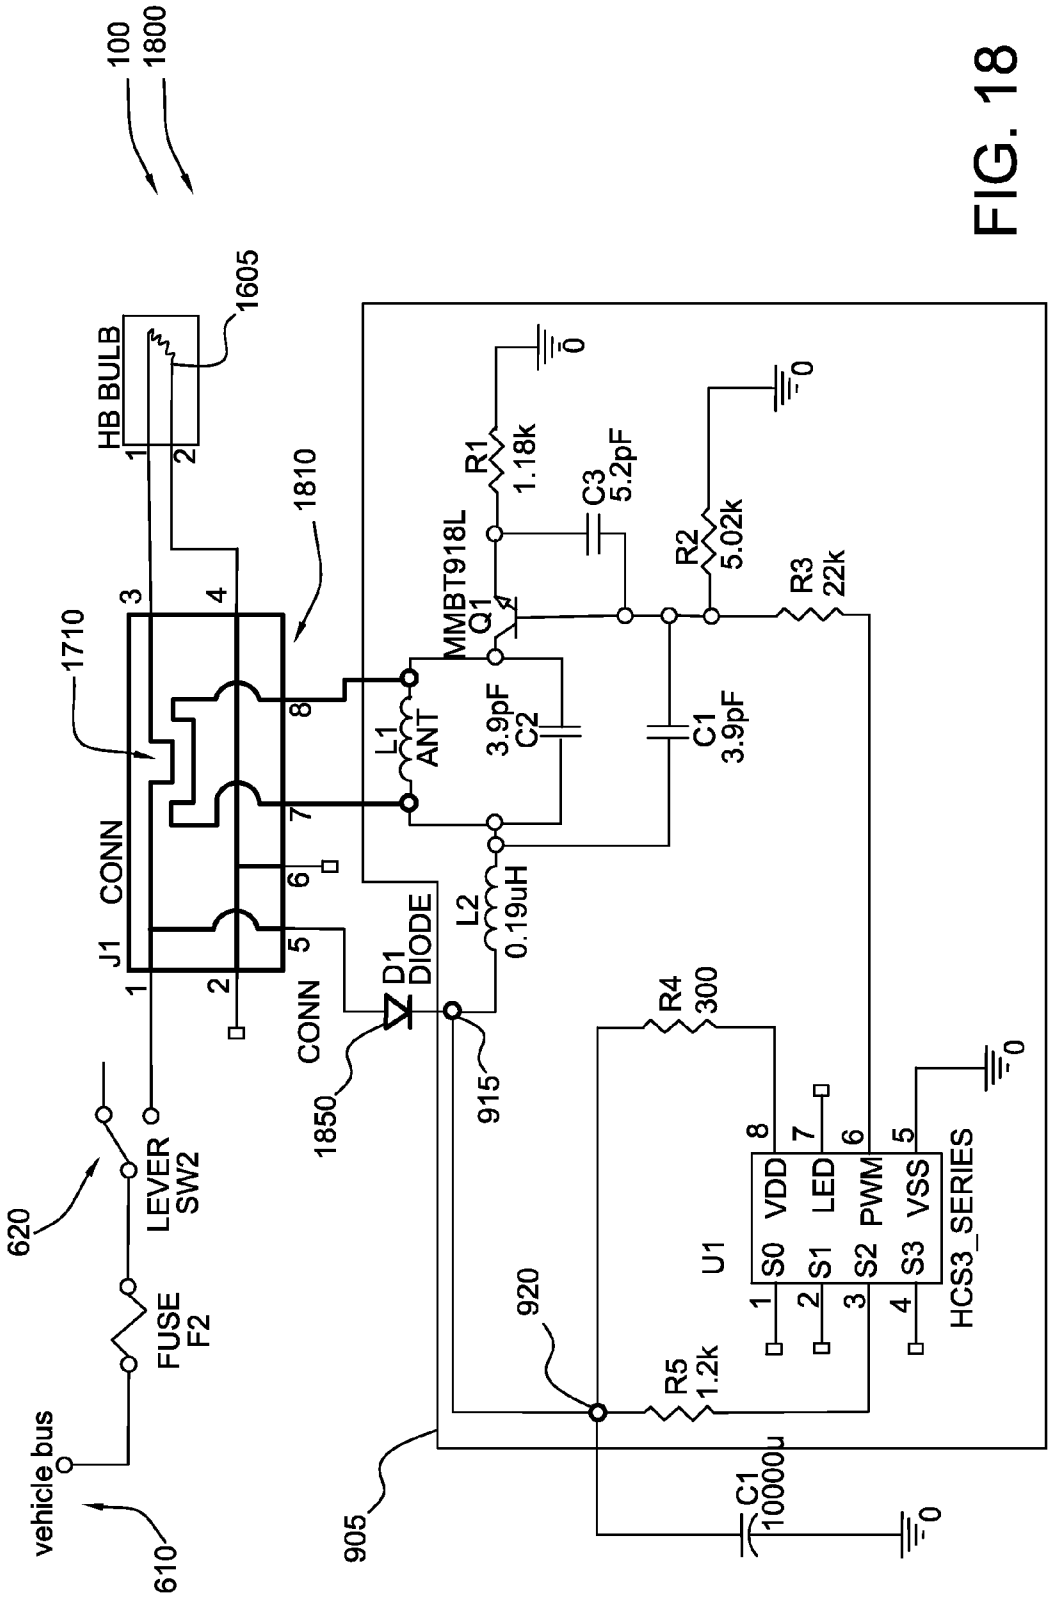 vehicle bus
610
FUSE
F2
620
LEVER
SW2
J1
CONN
1
2
3
4
5
6
7
8
1710
1810
HB BULB
1
2
1605
100
1800
CONN
1850
D1
DIODE
915
905
L2
0.19uH
L1
ANT
3.9pF
C2
MMBT918L
Q1
R1
1.18k
0
C3
5.2pF
C1
3.9pF
R2
5.02k
0
R3
22k
920
R4
300
R5
1.2k
C1
10000u
0
U1
1
S0
VDD
8
2
S1
LED
7
3
S2
PWM
6
4
S3
VSS
5
HCS3_SERIES
0
FIG. 18